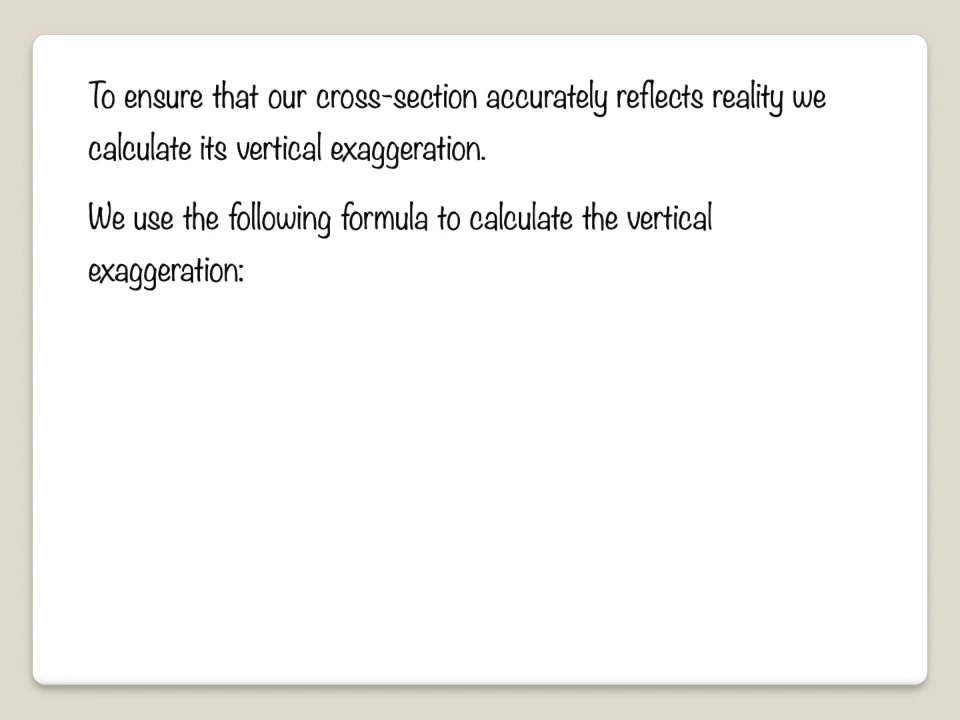 To ensure that our cross-section accurately reflects reality we
calculate its vertical exaggeration.
We use the following formula to calculate the vertical
exaggeration: